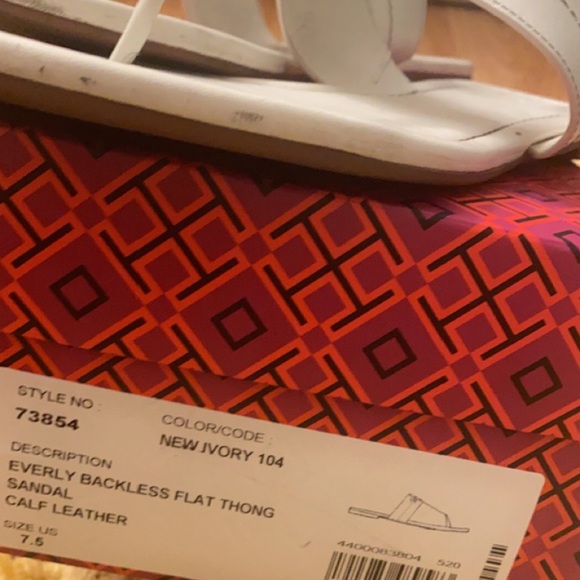 STYLE NO :
73854
COLOR/CODE :
NEW IVORY 104
DESCRIPTION
EVERLY BACKLESS FLAT THONG
SANDAL
CALF LEATHER
SIZE US
7.5
4400083804 520